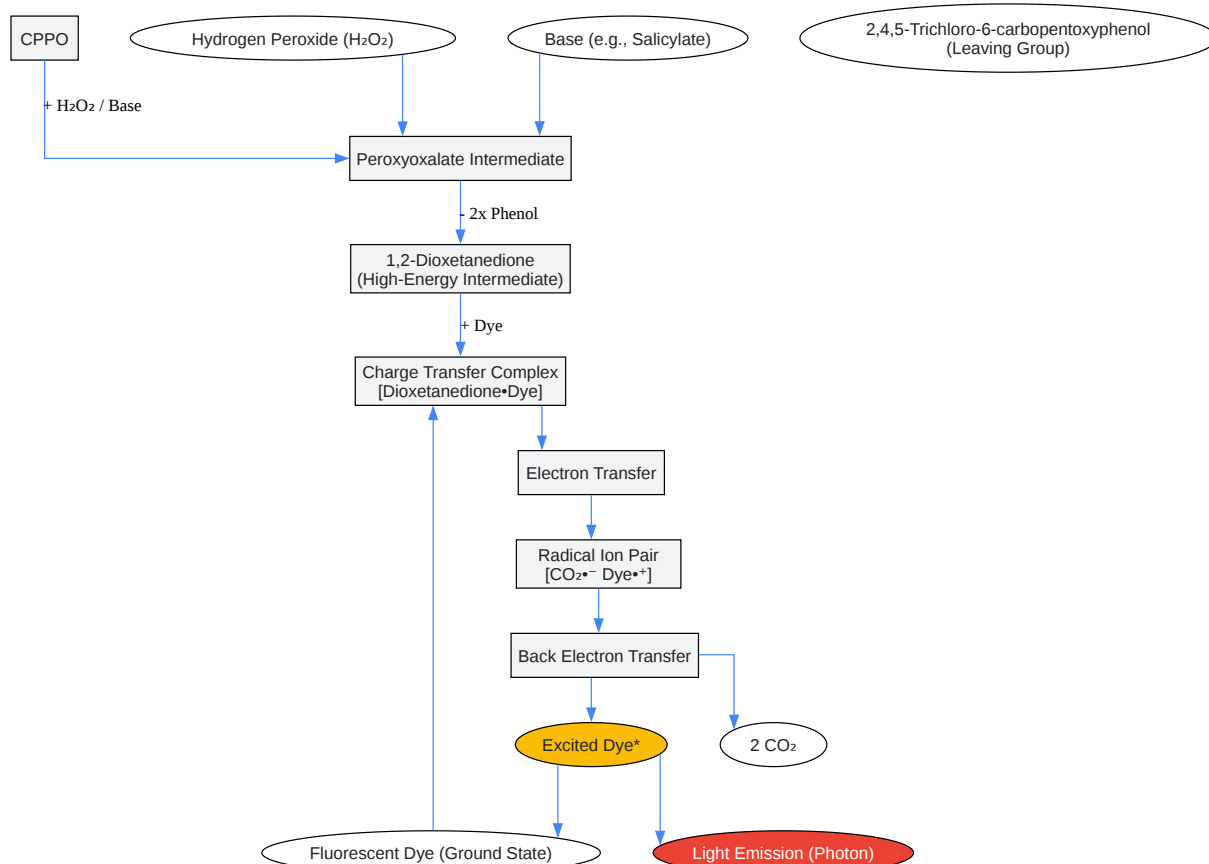 CPPO
Hydrogen Peroxide (H₂O₂)
Base (e.g., Salicylate)
2,4,5-Trichloro-6-carbopentoxyphenol
(Leaving Group)
+ H₂O₂ / Base
Peroxyoxalate Intermediate
- 2x Phenol
1,2-Dioxetanedione
(High-Energy Intermediate)
+ Dye
Charge Transfer Complex
[Dioxetanedione•Dye]
Electron Transfer
Radical Ion Pair
[CO₂•⁻ Dye•⁺]
Back Electron Transfer
Excited Dye*
2 CO₂
Fluorescent Dye (Ground State)
Light Emission (Photon)